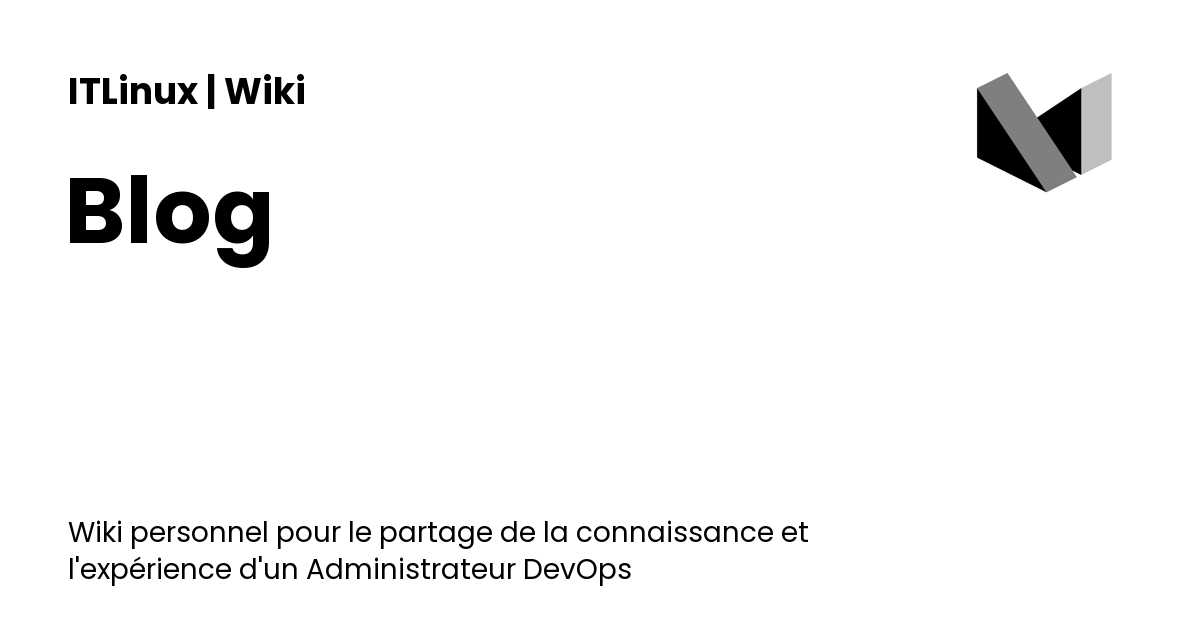 ITLinux | Wiki
Blog
Wiki personnel pour le partage de la connaissance et
l'expérience d'un Administrateur DevOps